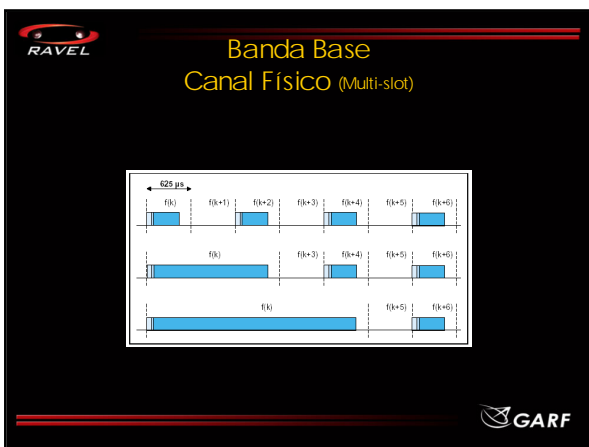 RAVEL
Banda Base
Canal Físico (Multi-slot)
625 µs
f(k) f(k+1) f(k+2) f(k+3) f(k+4) f(k+5) f(k+6)
f(k) f(k+3) f(k+4) f(k+5) f(k+6)
f(k) f(k+5) f(k+6)
GARF